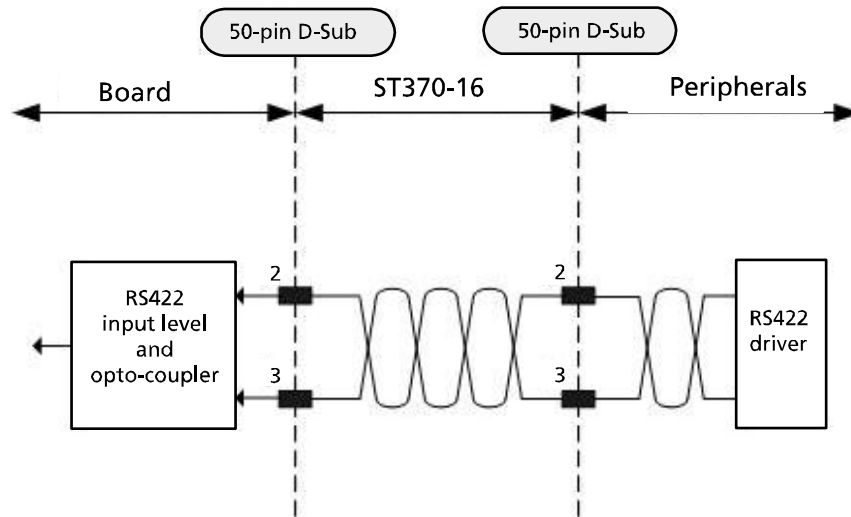 50-pin D-Sub
50-pin D-Sub
Board
ST370-16
Peripherals
2
2
RS422
input level
and
opto-coupler
RS422
driver
3
3